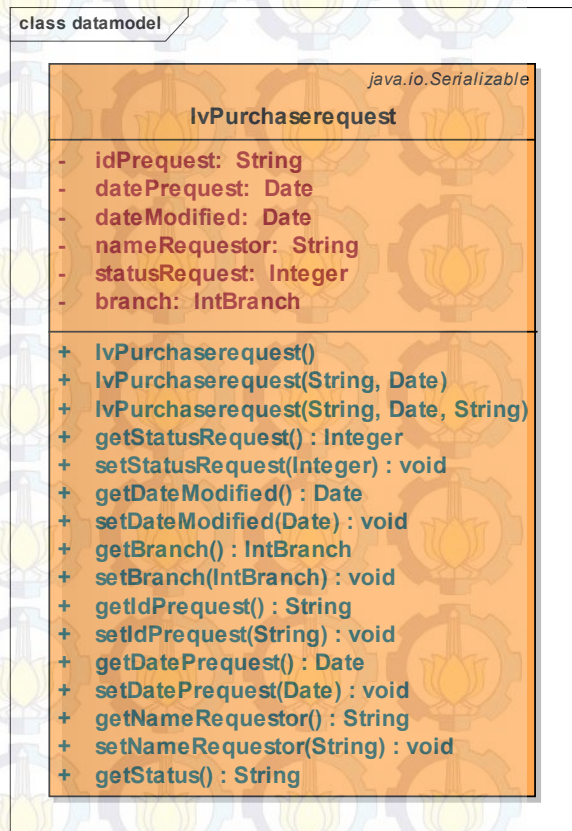 class datamodel
java.io.Serializable
IvPurchaserequest
- idPrequest: String
- datePrequest: Date
- dateModified: Date
- nameRequestor: String
- statusRequest: Integer
- branch: IntBranch
+ IvPurchaserequest()
+ IvPurchaserequest(String, Date)
+ IvPurchaserequest(String, Date, String)
+ getStatusRequest() : Integer
+ setStatusRequest(Integer) : void
+ getDateModified() : Date
+ setDateModified(Date) : void
+ getBranch() : IntBranch
+ setBranch(IntBranch) : void
+ getIdPrequest() : String
+ setIdPrequest(String) : void
+ getDatePrequest() : Date
+ setDatePrequest(Date) : void
+ getNameRequestor() : String
+ setNameRequestor(String) : void
+ getStatus() : String